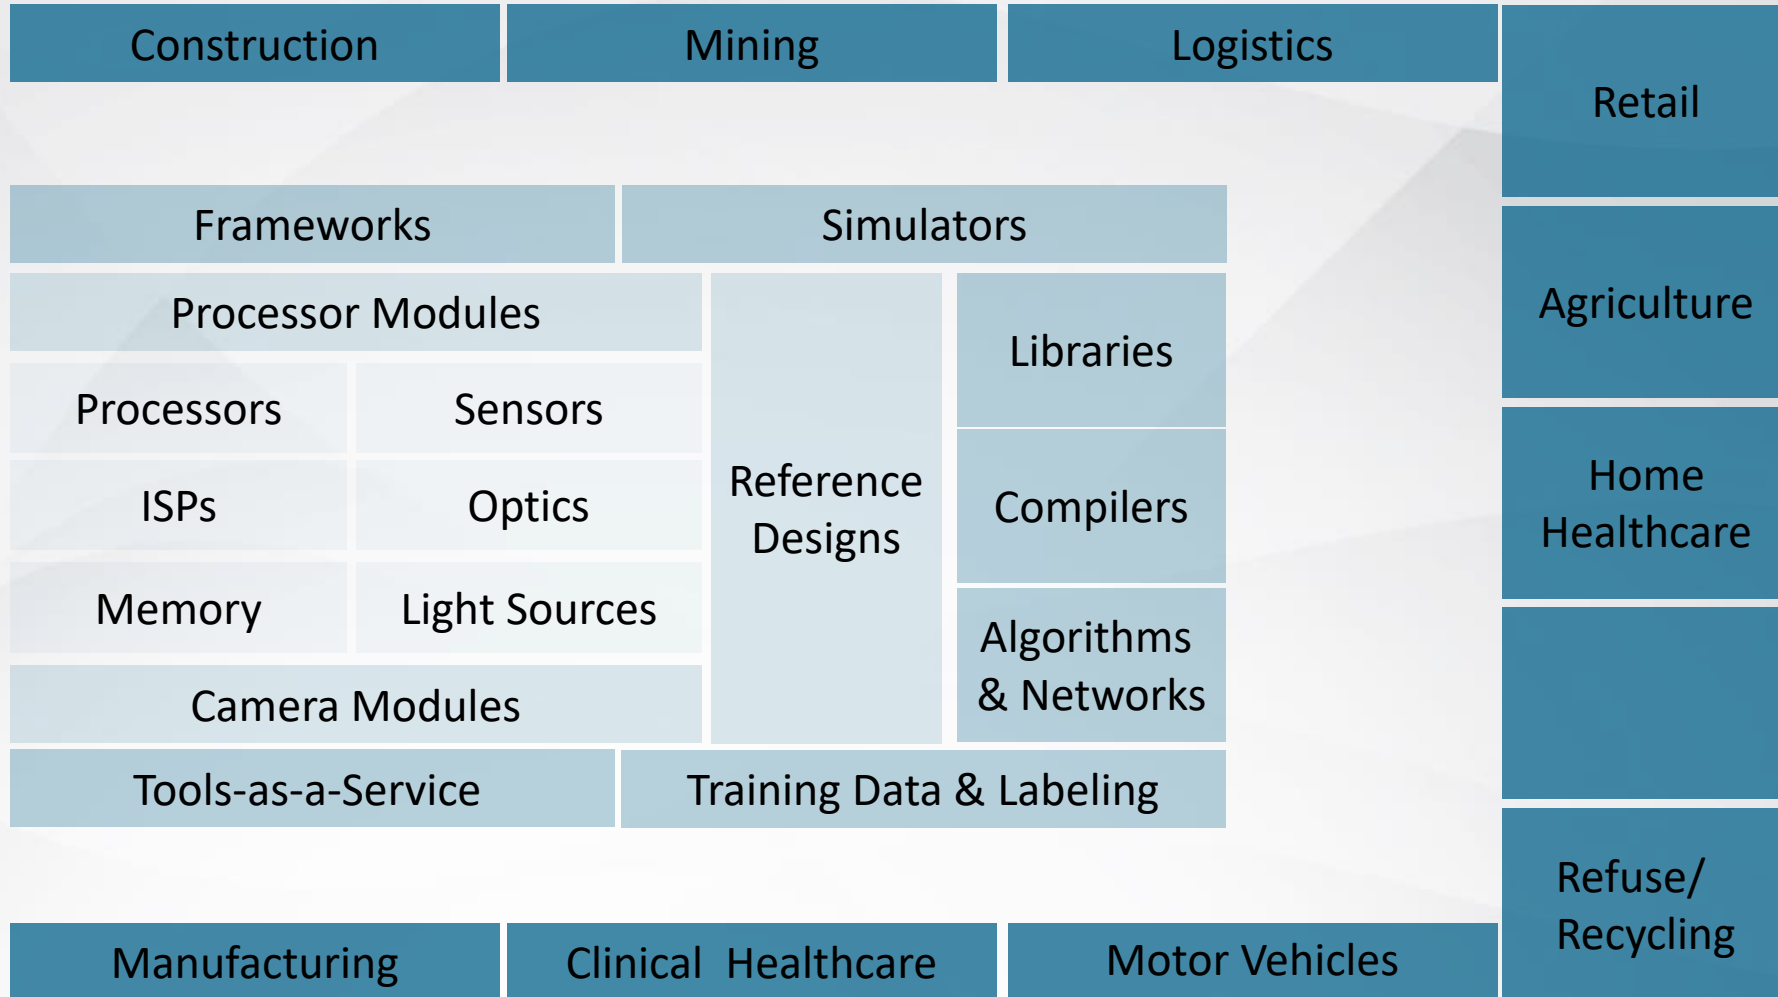 Construction
Mining
Logistics
Retail
Frameworks
Simulators
Processor Modules
Agriculture
Libraries
Processors
Sensors
Reference
Designs
Home
Healthcare
ISPs
Optics
Compilers
Memory
Light Sources
Algorithms
& Networks
Camera Modules
Tools-as-a-Service
Training Data & Labeling
Refuse/
Recycling
Manufacturing
Clinical  Healthcare
Motor Vehicles